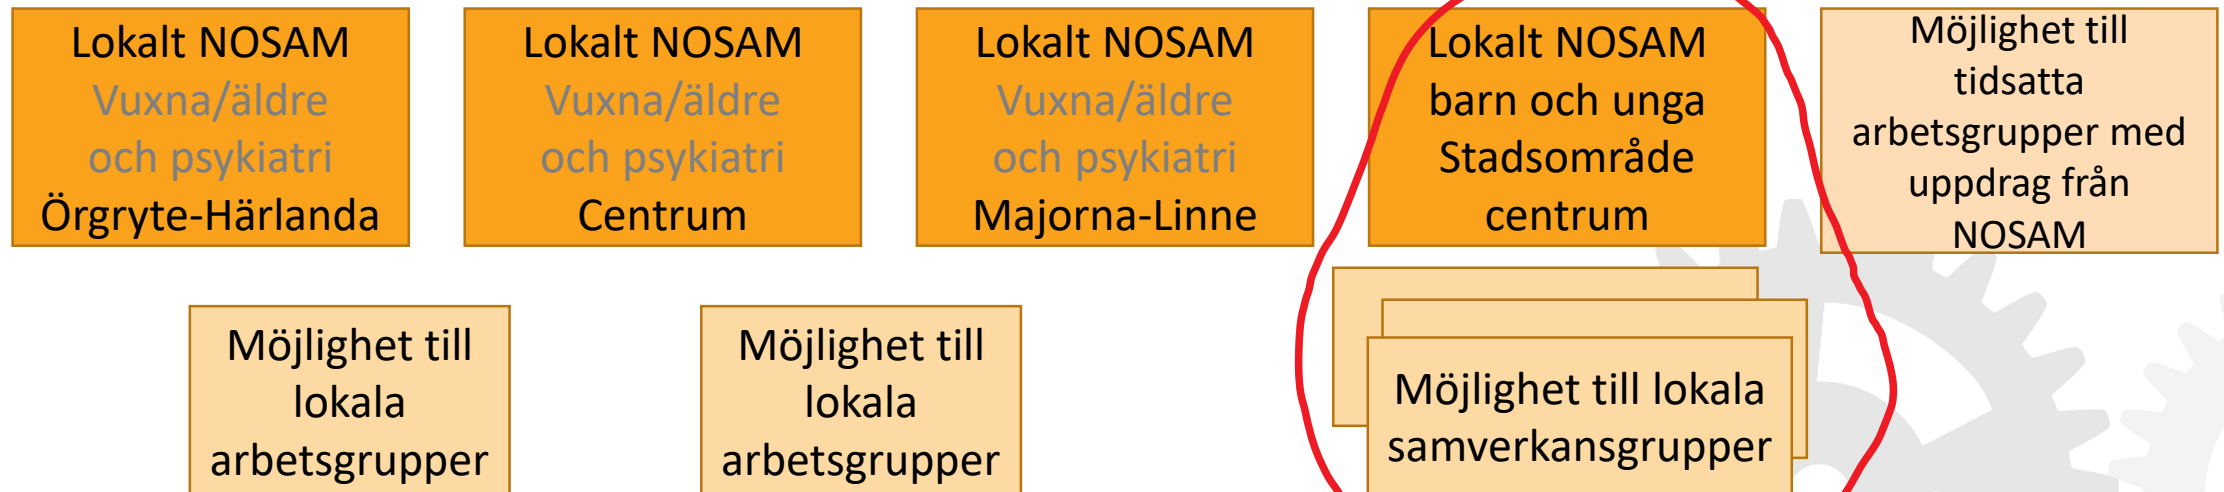 Lokalt NOSAM
Vuxna/äldre
och psykiatri
Örgryte-Härlanda
Lokalt NOSAM
Vuxna/äldre
och psykiatri
Centrum
Lokalt NOSAM
Vuxna/äldre
och psykiatri
Majorna-Linne
Lokalt NOSAM
barn och unga
Stadsområde
centrum
Möjlighet till
tidsatta
arbetsgrupper med
uppdrag från
NOSAM
Möjlighet till
lokala
arbetsgrupper
Möjlighet till
lokala
arbetsgrupper
Möjlighet till lokala
samverkansgrupper